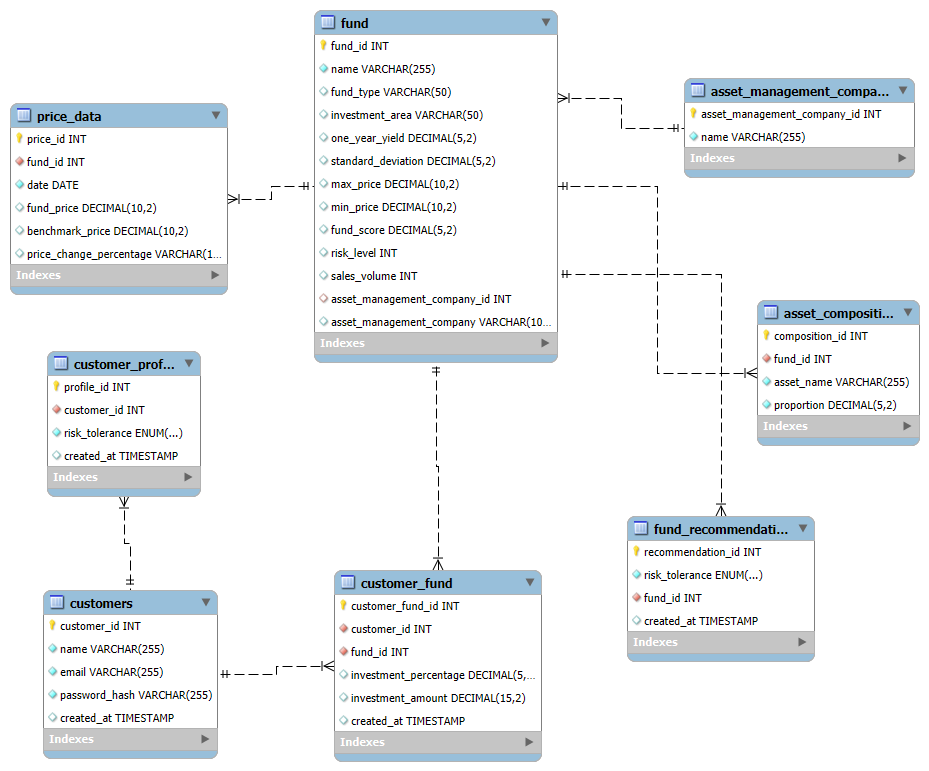 fund
fund_id INT
name VARCHAR(255)
fund_type VARCHAR(50)
investment_area VARCHAR(50)
one_year_yield DECIMAL(5,2)
standard_deviation DECIMAL(5,2)
max_price DECIMAL(10,2)
min_price DECIMAL(10,2)
fund_score DECIMAL(5,2)
risk_level INT
sales_volume INT
asset_management_company_id INT
asset_management_company VARCHAR(10...
Indexes
asset_management_compa...
asset_management_company_id INT
name VARCHAR(255)
Indexes
price_data
price_id INT
fund_id INT
date DATE
fund_price DECIMAL(10,2)
benchmark_price DECIMAL(10,2)
price_change_percentage VARCHAR(1...
Indexes
asset_compositi...
composition_id INT
fund_id INT
asset_name VARCHAR(255)
proportion DECIMAL(5,2)
Indexes
customer_prof...
profile_id INT
customer_id INT
risk_tolerance ENUM(...)
created_at TIMESTAMP
Indexes
fund_recommendati...
recommendation_id INT
risk_tolerance ENUM(...)
fund_id INT
created_at TIMESTAMP
Indexes
customer_fund
customer_fund_id INT
customer_id INT
fund_id INT
investment_percentage DECIMAL(5,...
investment_amount DECIMAL(15,2)
created_at TIMESTAMP
Indexes
customers
customer_id INT
name VARCHAR(255)
email VARCHAR(255)
password_hash VARCHAR(255)
created_at TIMESTAMP
Indexes